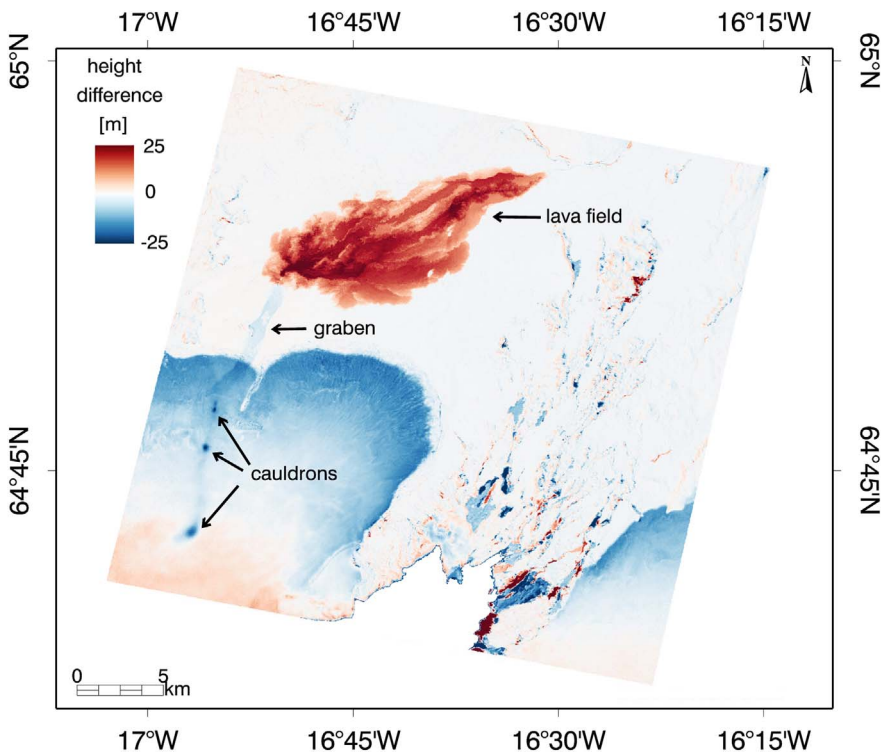 17°W 16°45'W 16°30'W 16°15'W
65°N 65°N
height
difference
[m]
25
0
-25
N
lava field
graben
cauldrons
64°45'N 64°45'N
0 5
km
17°W 16°45'W 16°30'W 16°15'W